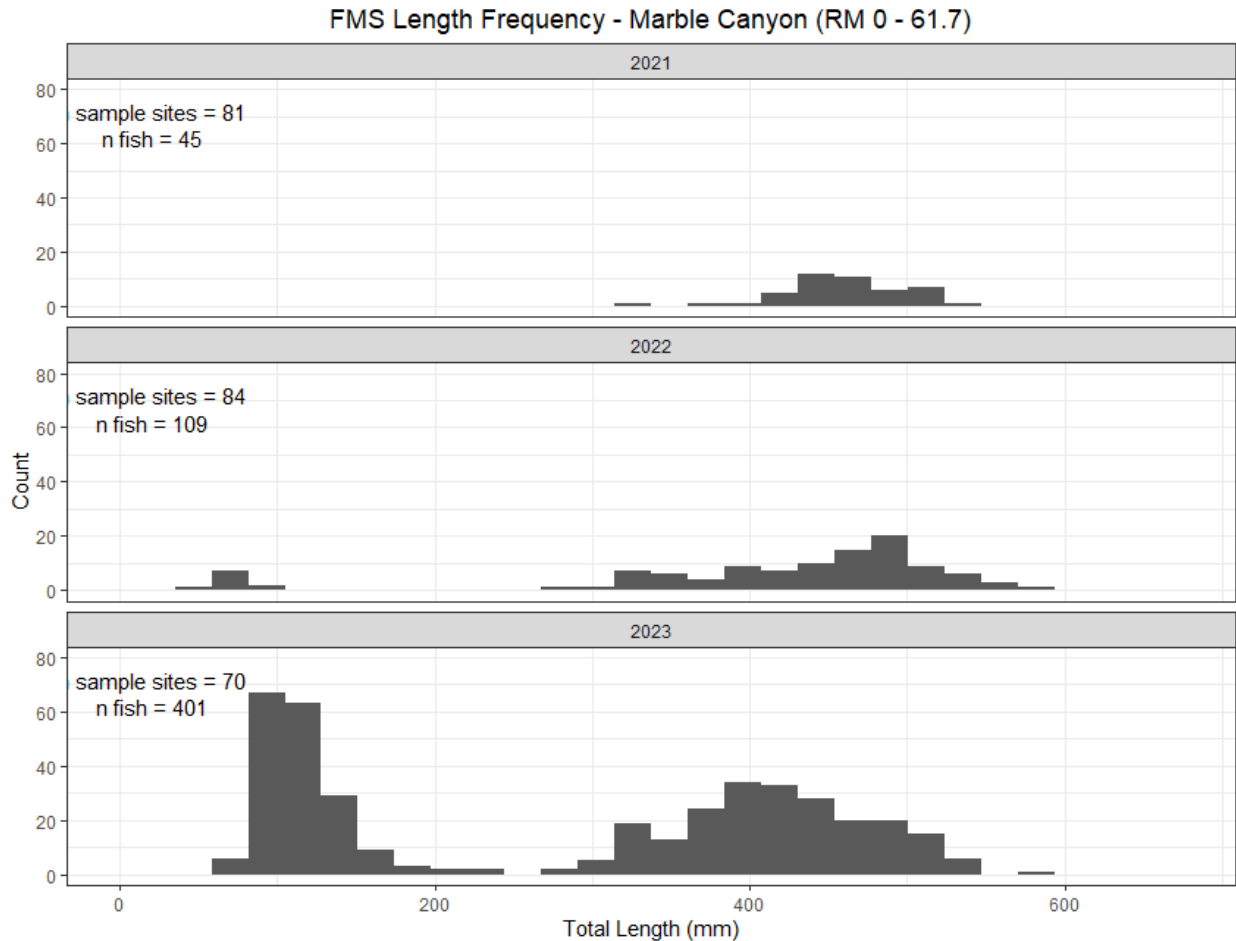 FMS Length Frequency - Marble Canyon (RM 0 - 61.7)
2021
80
60
40
20
0
sample sites = 81
n fish = 45
2022
80
60
40
20
0
sample sites = 84
n fish = 109
Count
2023
80
60
40
20
0
sample sites = 70
n fish = 401
0 200 400 600
Total Length (mm)